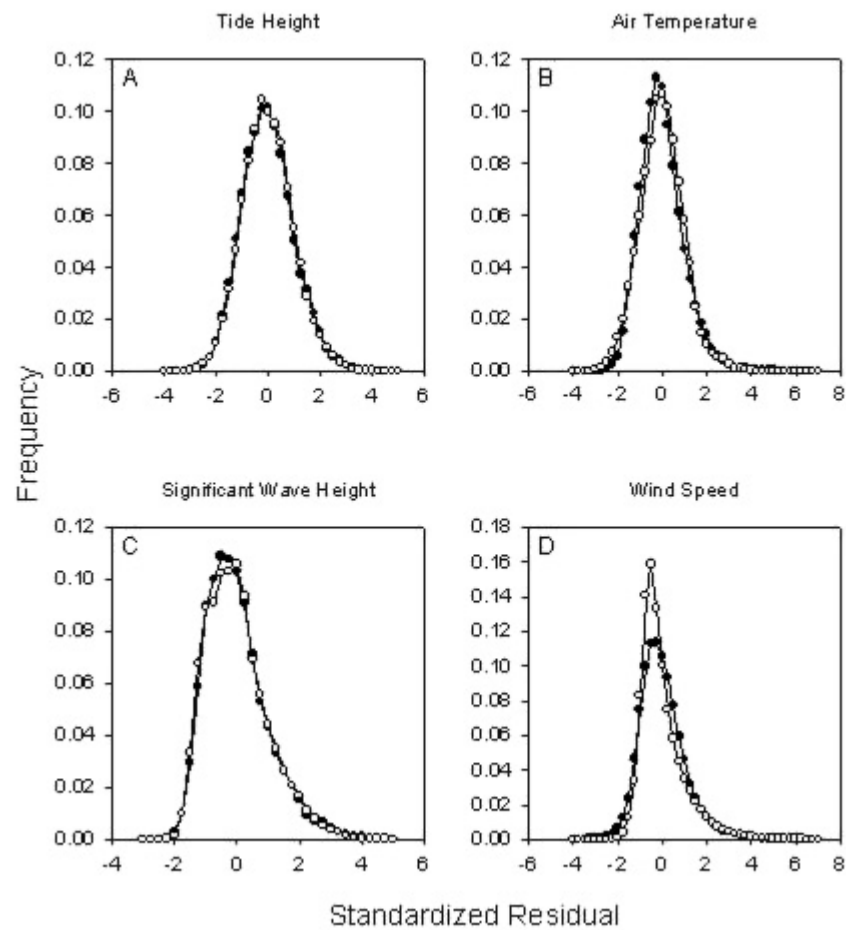 Tide Height
Air Temperature
A
0.12
0.10
0.08
0.06
0.04
0.02
0.00
-6 -4 -2 0 2 4 6
B
0.12
0.10
0.08
0.06
0.04
0.02
0.00
-6 -4 -2 0 2 4 6 8
Frequency
Significant Wave Height
Wind Speed
C
0.12
0.10
0.08
0.06
0.04
0.02
0.00
-4 -2 0 2 4 6
D
0.18
0.16
0.14
0.12
0.10
0.08
0.06
0.04
0.02
0.00
-6 -4 -2 0 2 4 6 8
Standardized Residual